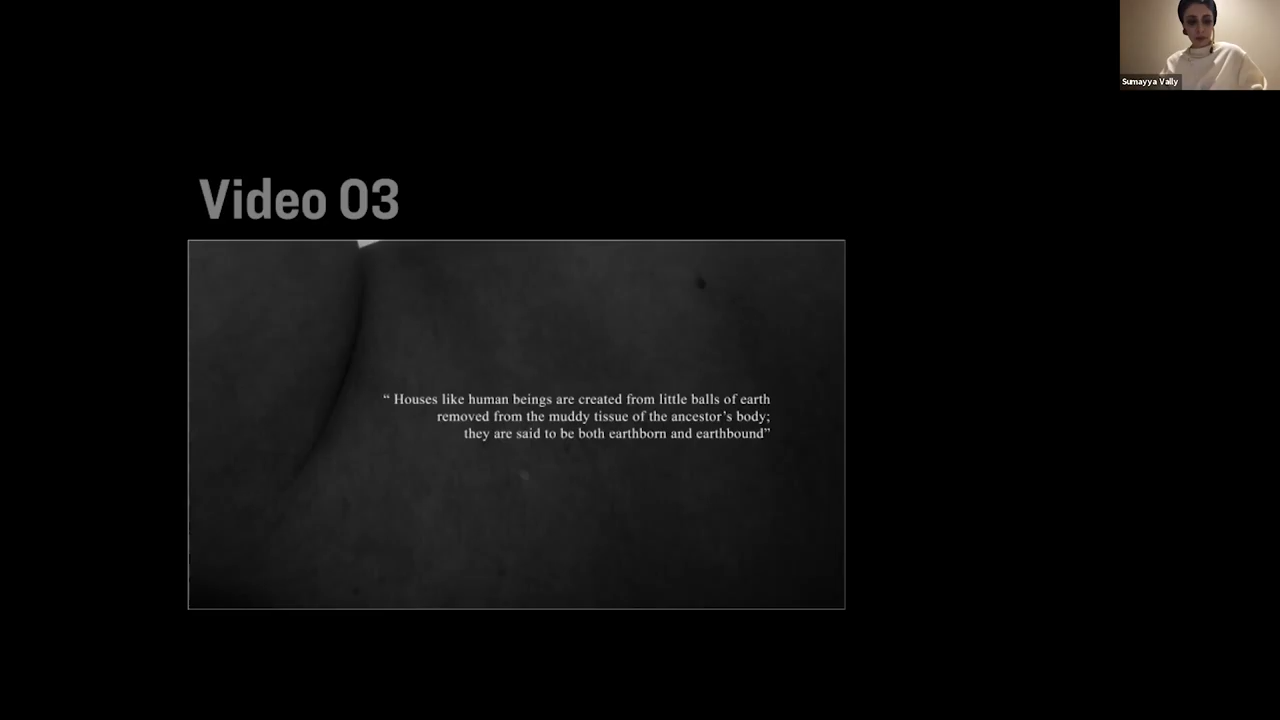 Sumayya Vally
Video 03
“ Houses like human beings are created from little balls of earth
removed from the muddy tissue of the ancestor’s body;
they are said to be both earthborn and earthbound”